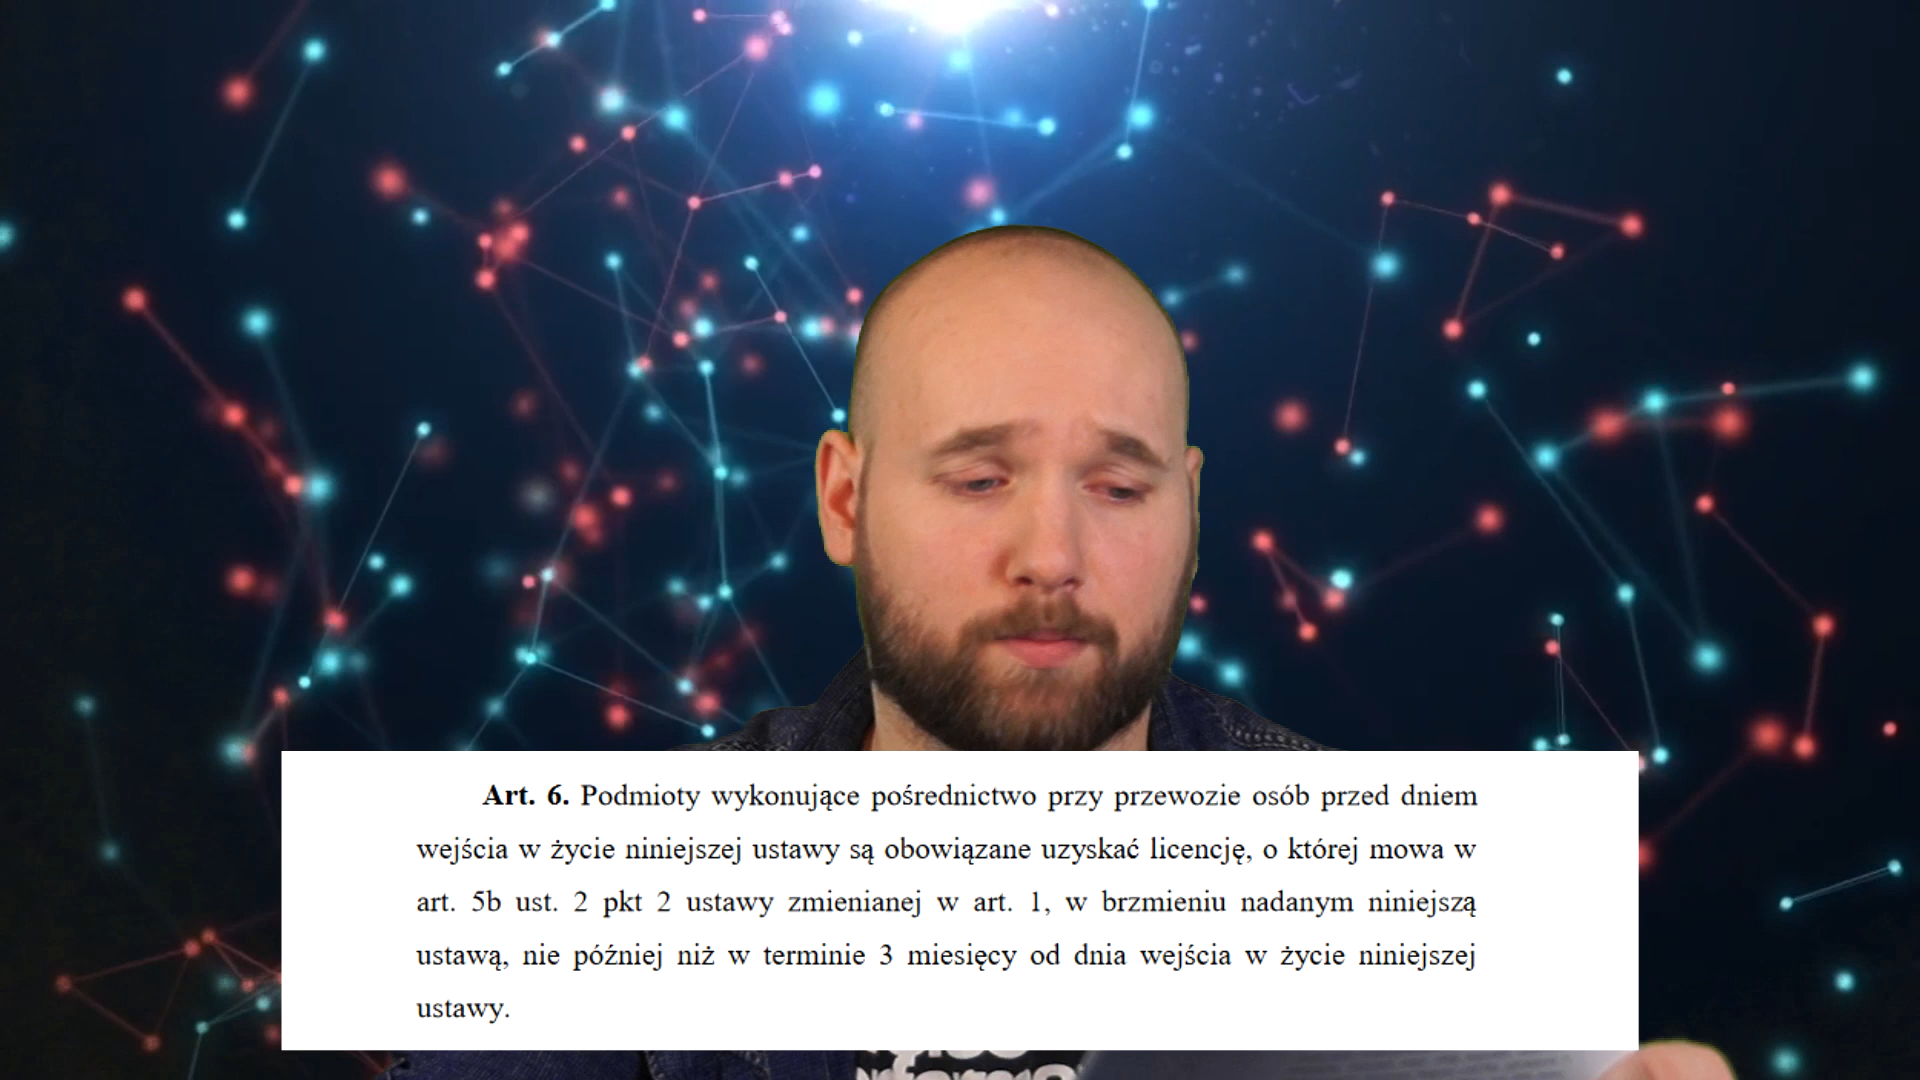 Art. 6. Podmioty wykonujące pośrednictwo przy przewozie osób przed dniem
wejścia w życie niniejszej ustawy są obowiązane uzyskać licencję, o której mowa w
art. 5b ust. 2 pkt 2 ustawy zmienianej w art. 1, w brzmieniu nadanym niniejszą
ustawą, nie później niż w terminie 3 miesięcy od dnia wejścia w życie niniejszej
ustawy.